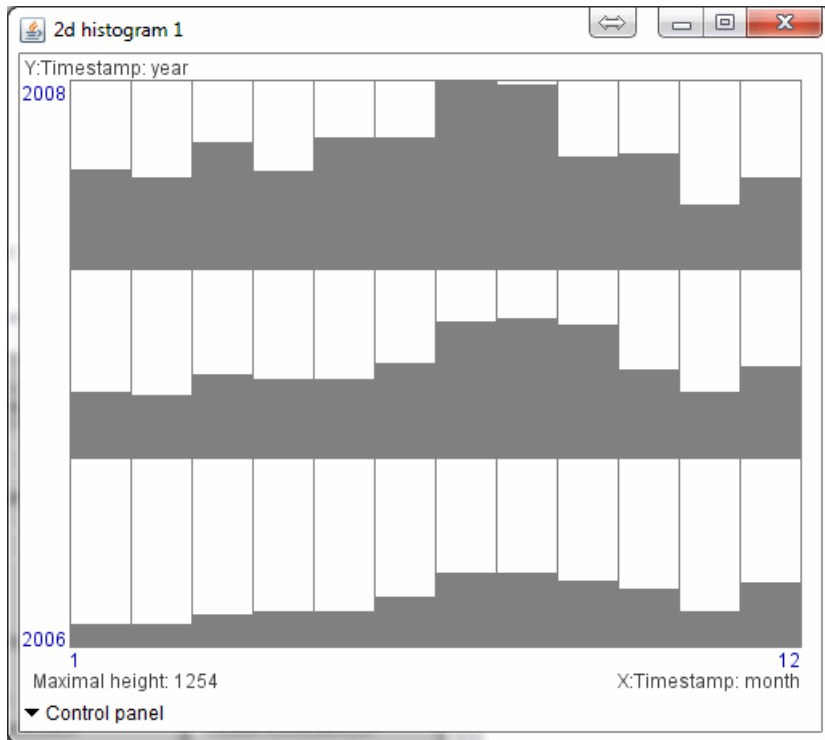 2d histogram 1
Y:Timestamp: year
2008
2006
1 12
Maximal height: 1254 X:Timestamp: month
Control panel